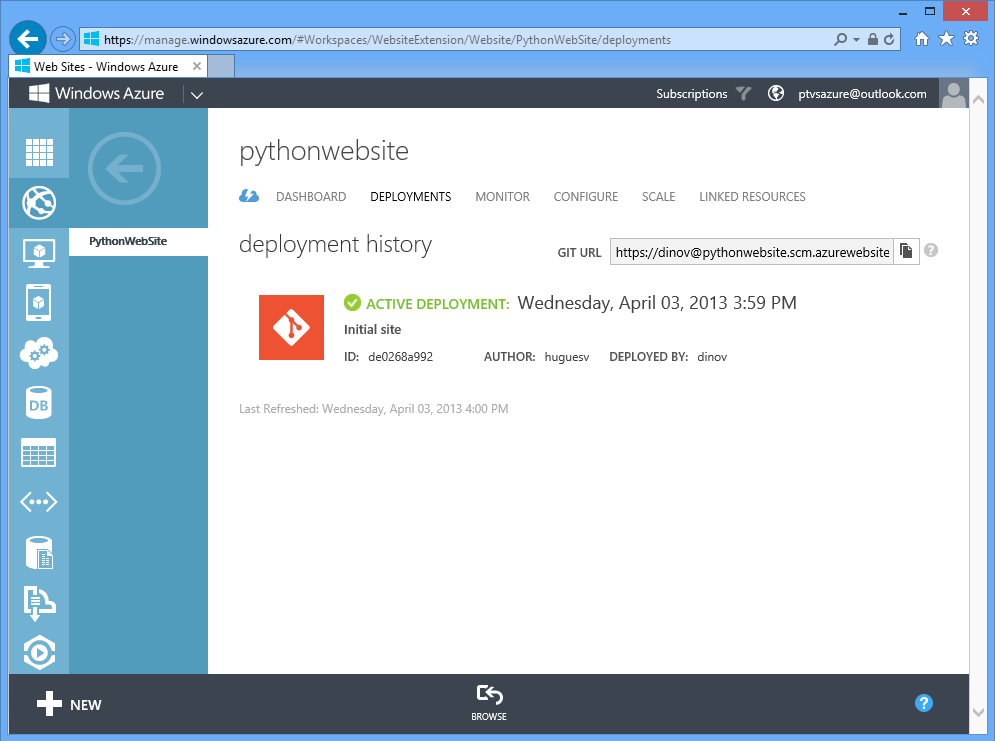 https://manage.windowsazure.com/#Workspaces/WebsiteExtension/Website/PythonWebSite/deployments
Web Sites - Windows Azure
Windows Azure
Subscriptions
ptvsazure@outlook.com
pythonwebsite
DASHBOARD DEPLOYMENTS MONITOR CONFIGURE SCALE LINKED RESOURCES
PythonWebSite
deployment history
GIT URL https://dinov@pythonwebsite.scm.azurewebsite
ACTIVE DEPLOYMENT: Wednesday, April 03, 2013 3:59 PM
Initial site
ID: de0268a992 AUTHOR: huguesv DEPLOYED BY: dinov
DB
Last Refreshed: Wednesday, April 03, 2013 4:00 PM
NEW
BROWSE